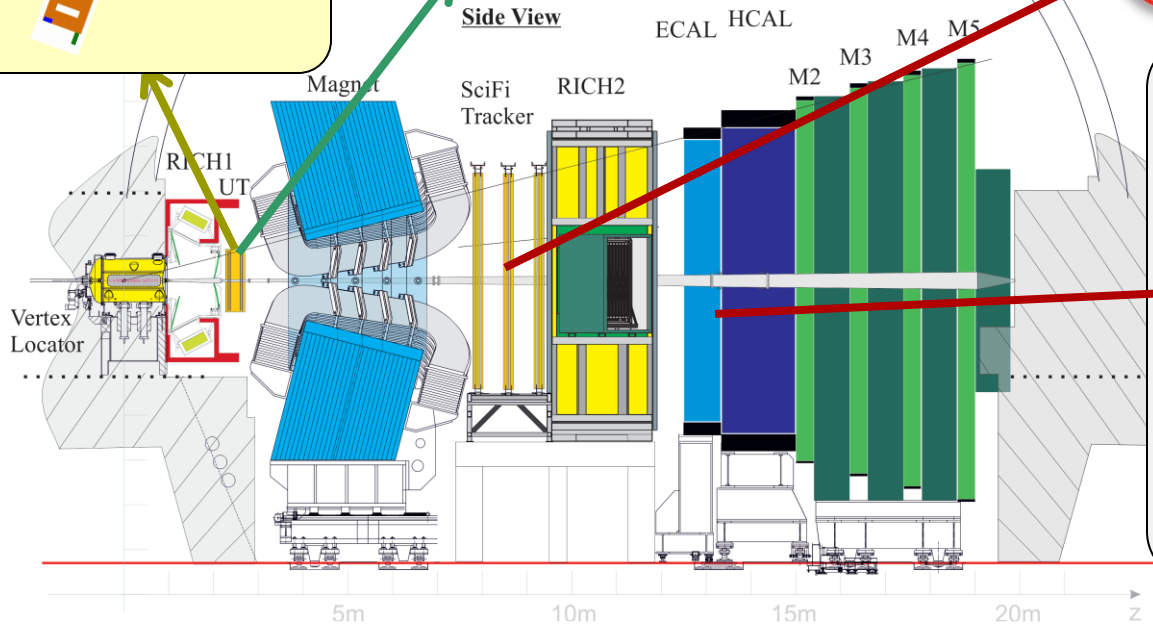 Side View
ECAL
HCAL
M2
M3
M4
M5
Magnet
SciFi
Tracker
RICH2
RICH1
UT
Vertex
Locator
5m
10m
15m
20m
z